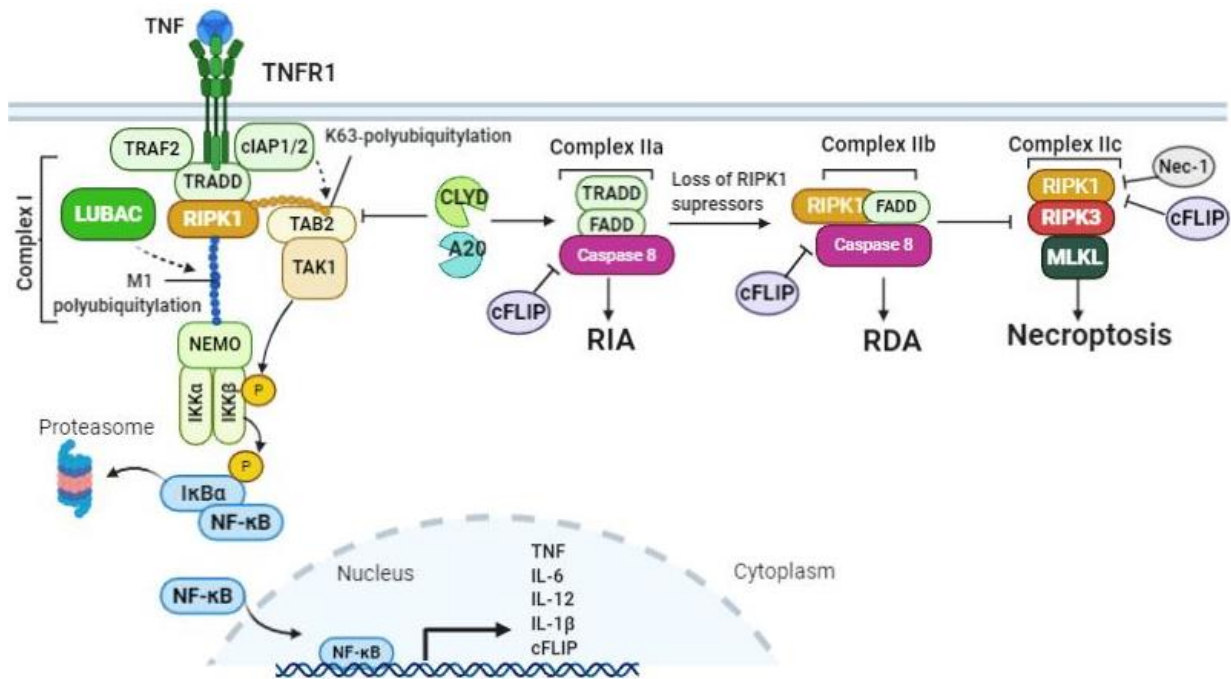 TNF
TNFR1
K63-polyubiquitylation
TRAF2
cIAP1/2
TRADD
LUBAC
RIPK1
TAB2
TAK1
Complex I
M1
polyubiquitylation
NEMO
IKKα
IKKβ
P
P
Proteasome
IκBα
NF-κB
CLYD
A20
Complex IIa
TRADD
FADD
Caspase 8
cFLIP
RIA
Loss of RIPK1
supressors
Complex IIb
RIPK1
FADD
Caspase 8
cFLIP
RDA
Complex IIc
RIPK1
RIPK3
MLKL
Nec-1
cFLIP
Necroptosis
Nucleus
Cytoplasm
TNF
IL-6
IL-12
IL-1β
cFLIP
NF-κB
NF-κB